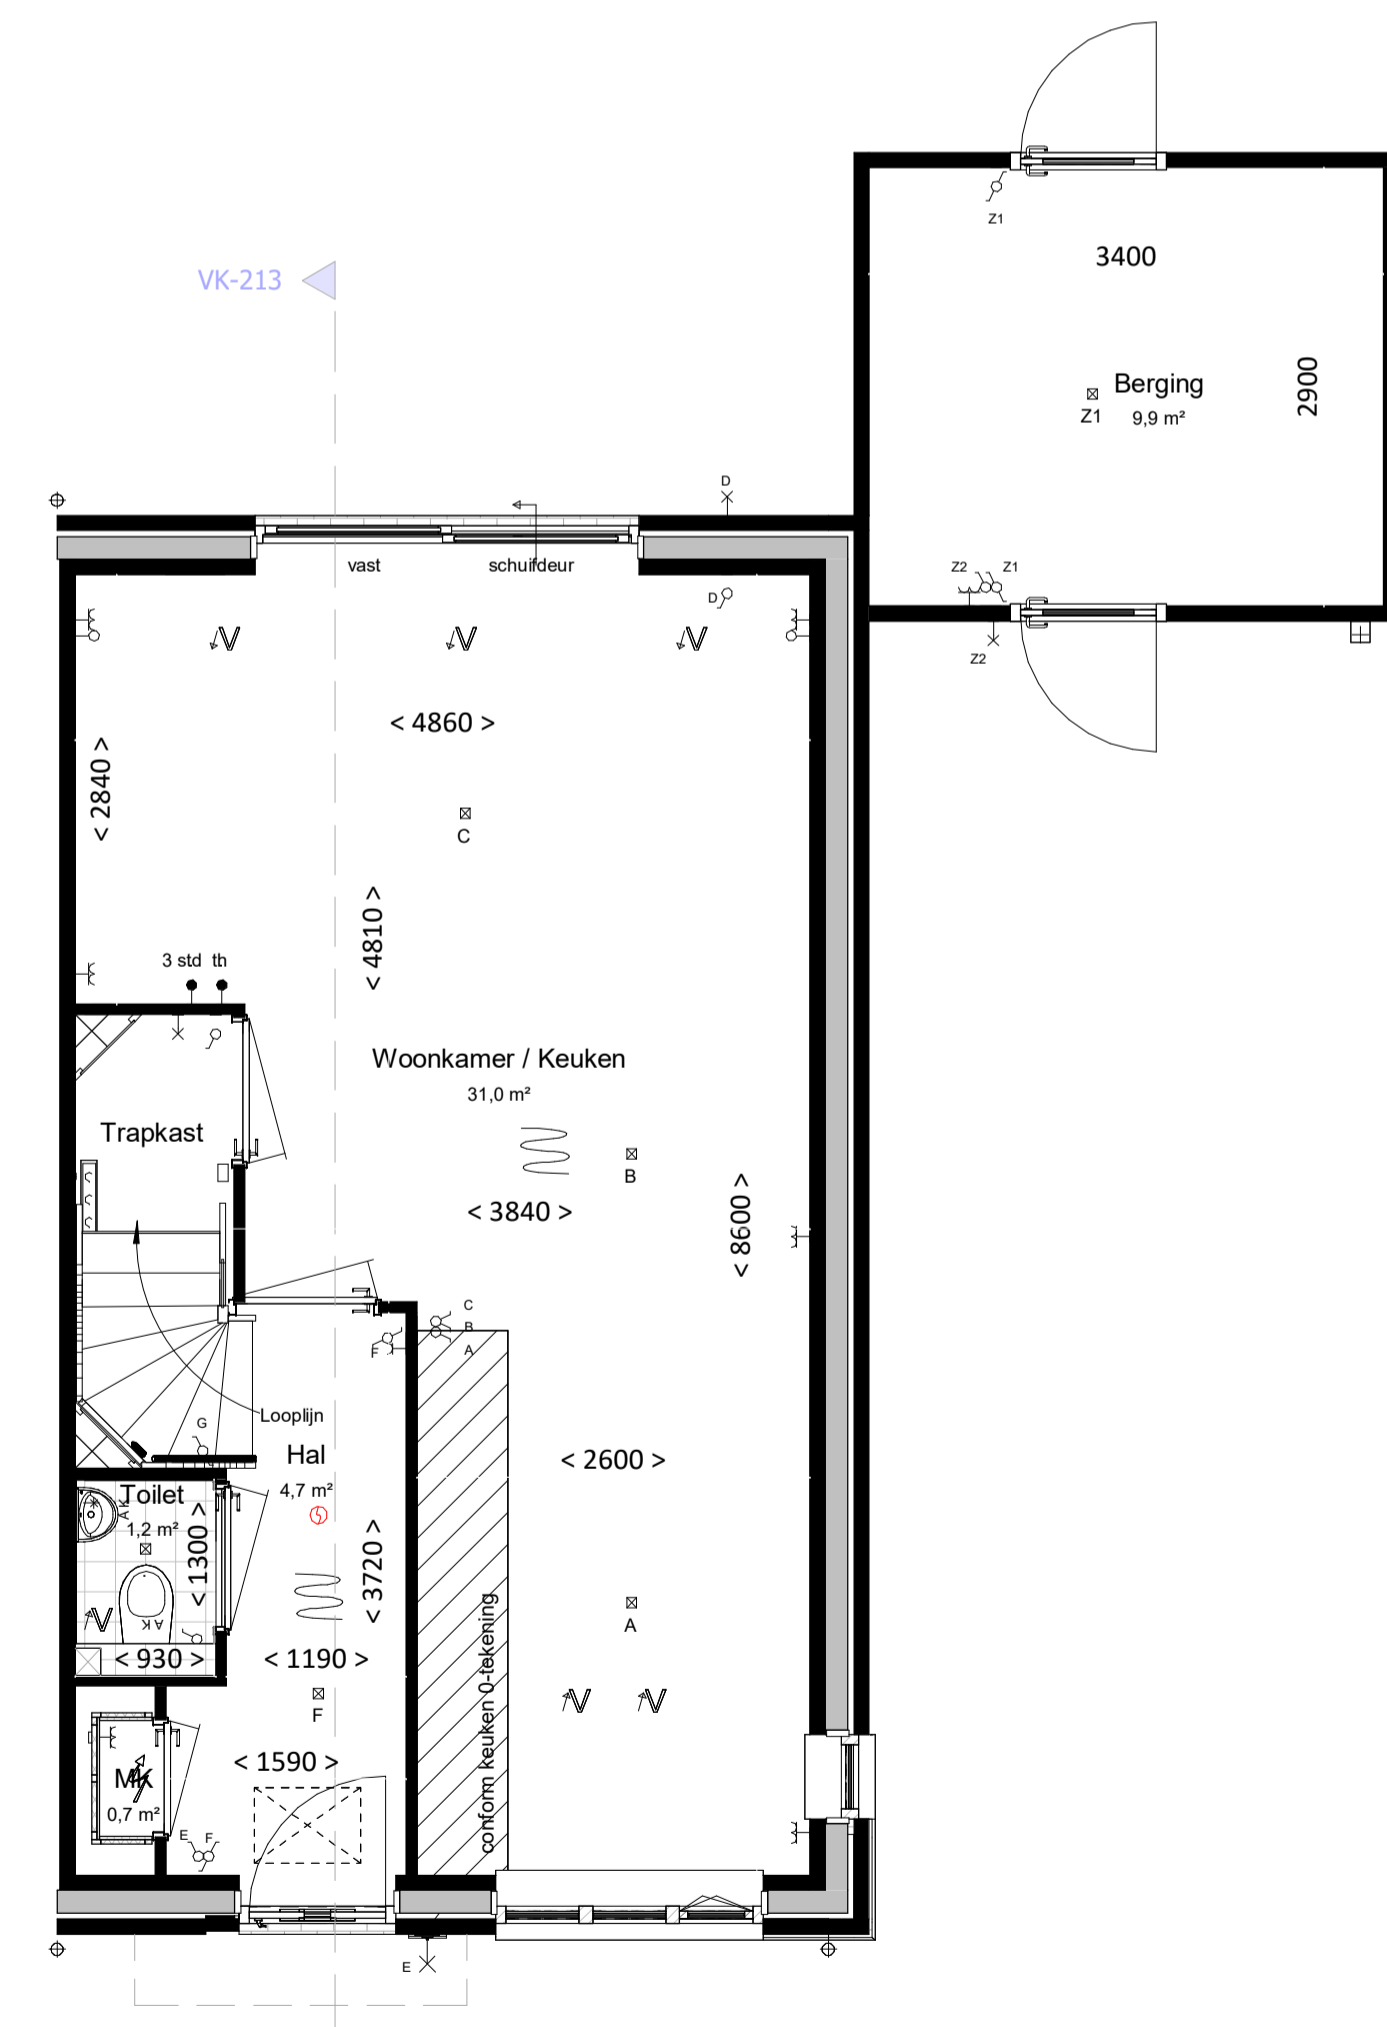 Z1
3400
VK-213
2900
Berging
Z1
9,9 m²
D
vast
schuifdeur
Z2
Z1
D
V
V
V
Z2
< 4860 >
< 2840 >
C
< 4810 >
3 std th
Woonkamer / Keuken
31,0 m²
Trapkast
B
< 3840 >
< 8600 >
C
B
F
A
Looplijn
G
Hal
< 2600 >
4,7 m²
Toilet
AK
1,2 m²
< 1300 >
< 3720 >
conform keuken 0-tekening
A
V
AK
< 930 >
< 1190 >
F
V
V
< 1590 >
MK
0,7 m²
E
F
E